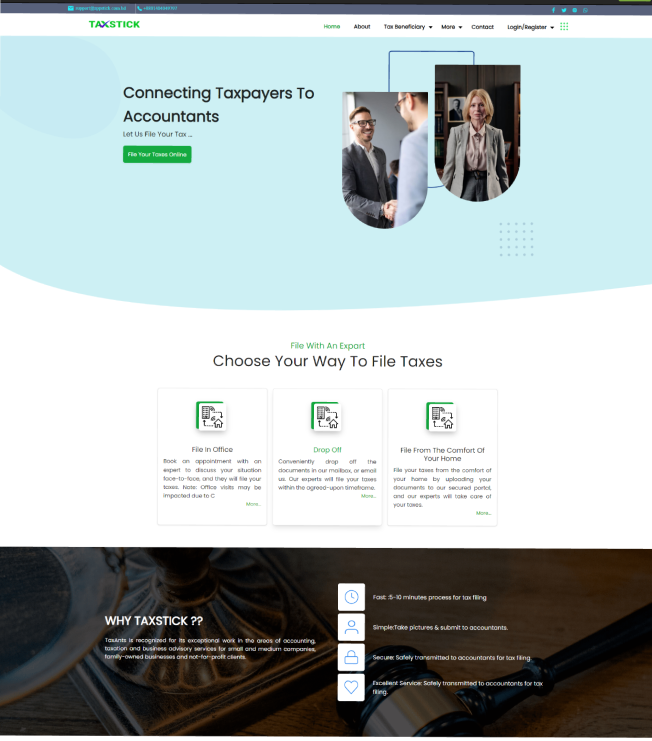 TAXSTICK
Home About Tax Beneficiary More Contact Login/Register
Connecting Taxpayers To
Accountants
Let Us File Your Tax ...
File Your Taxes Online
File With An Expart
Choose Your Way To File Taxes
File In Office
Book an appointment with an
expert to discuss your situation
face-to-face, and they will file your
taxes. Note: Office visits may be
impacted due to C
More...
Drop Off
Conveniently drop off the
documents in our mailbox, or email
us. Our experts will file your taxes
within the agreed-upon timeframe.
More...
File From The Comfort Of
Your Home
File your taxes from the comfort of
your home by uploading your
documents to our secured portal,
and our experts will take care of
your taxes.
More...
WHY TAXSTICK ??
TaxAnts is recognized for its exceptional work in the areas of accounting,
taxation and business advisory services for small and medium companies,
family-owned businesses and not-for-profit clients.
Fast :5-10 minutes process for tax filing
Simple:Take pictures & submit to accountants.
Secure: Safely transmitted to accountants for tax filing.
Excellent Service: Safely transmitted to accountants for tax
filing.